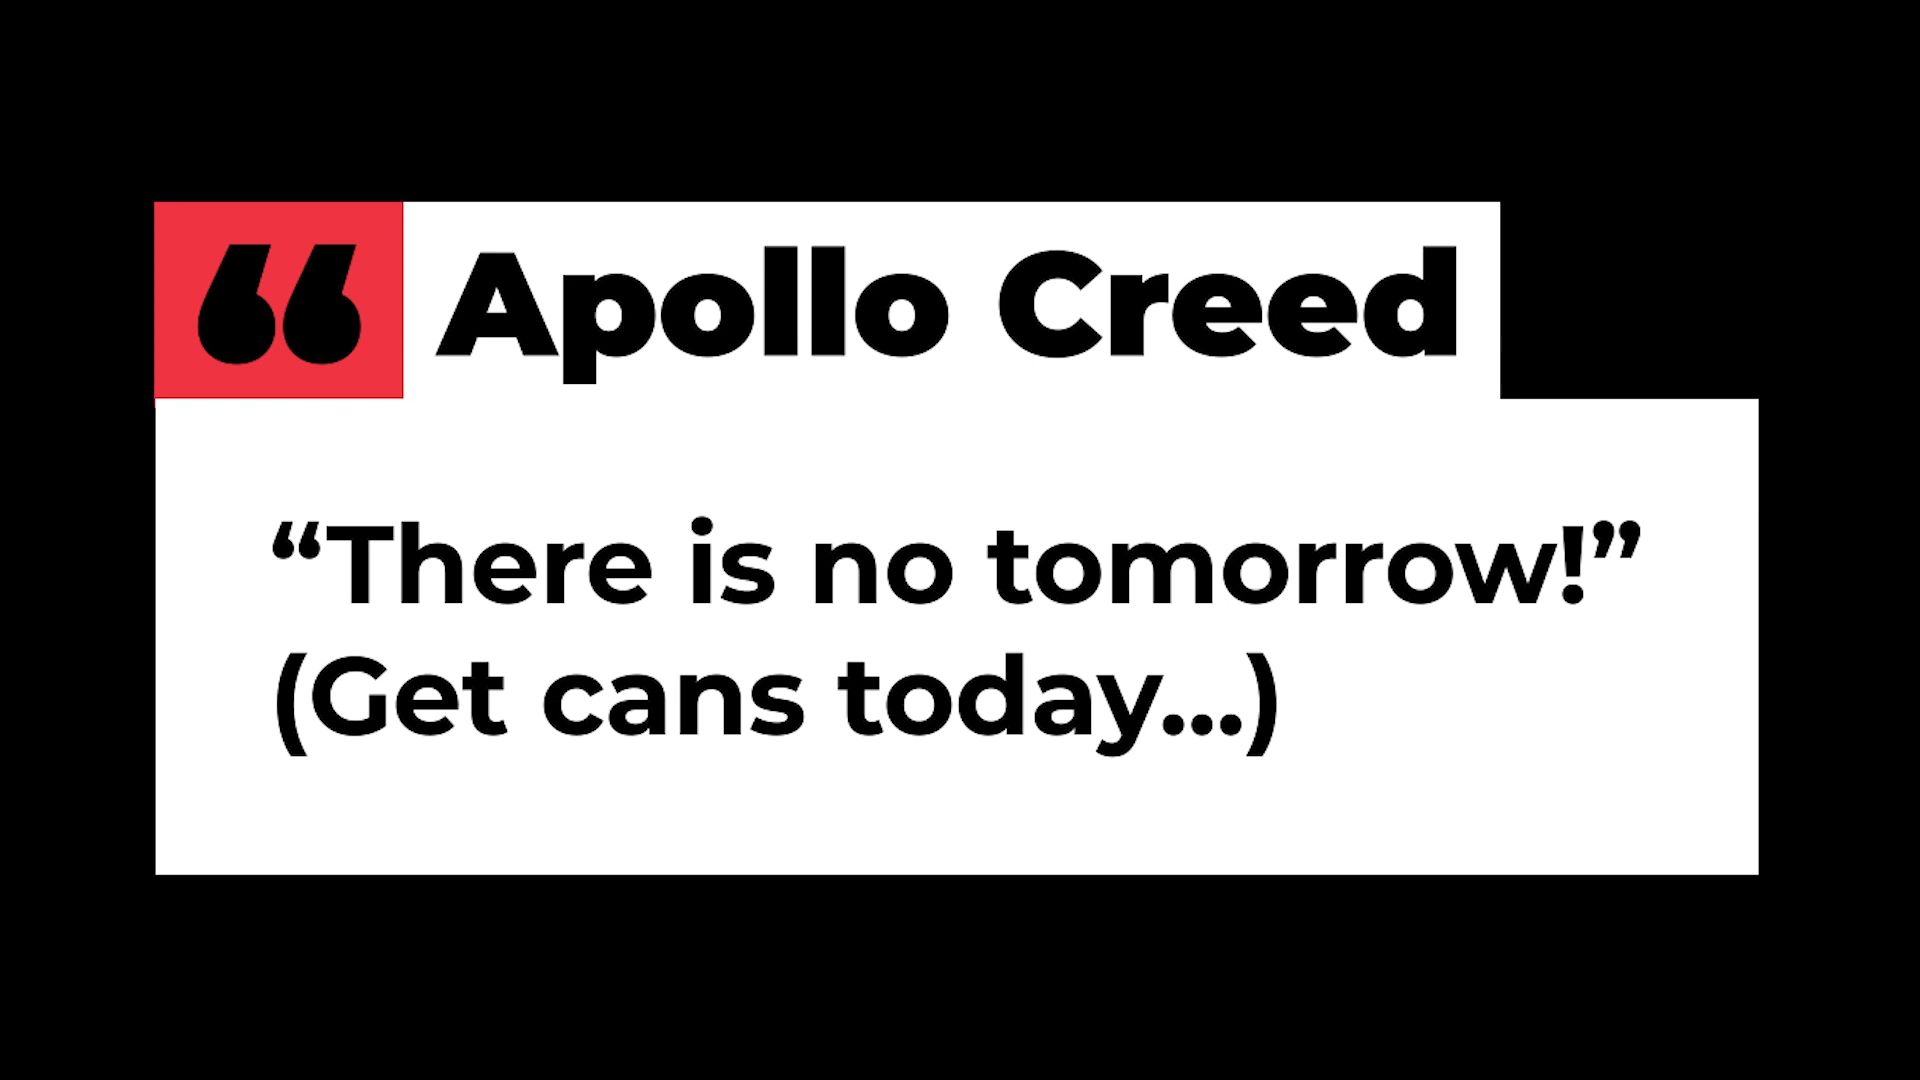 “ Apollo Creed
“There is no tomorrow!”
(Get cans today...)